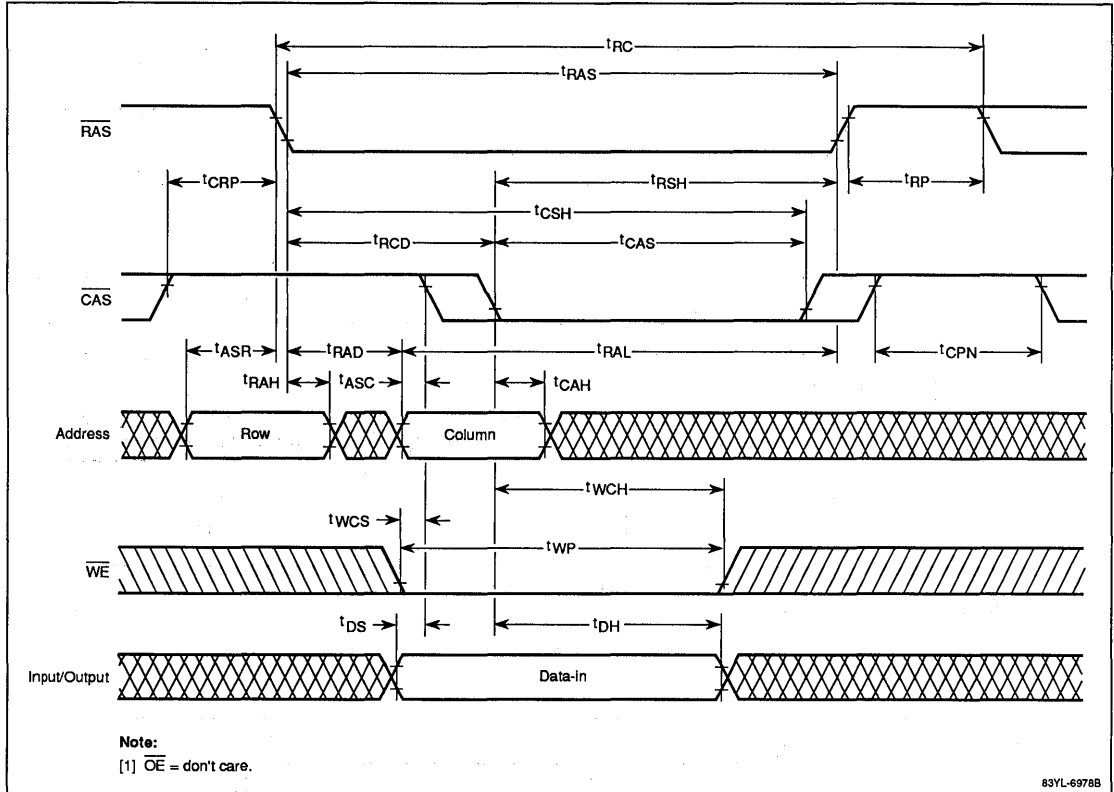 tRC
tRAS
RAS
tCRP
tRSH
tRP
tCSH
tRCD
tCAS
CAS
tASR
tRAD
tRAL
tCPN
tRAH
tASC
tCAH
Address
Row
Column
tWCH
tWCS
tWP
WE
tDS
tDH
Input/Output
Data-in
Note:
[1] OE = don't care.
83YL-6978B